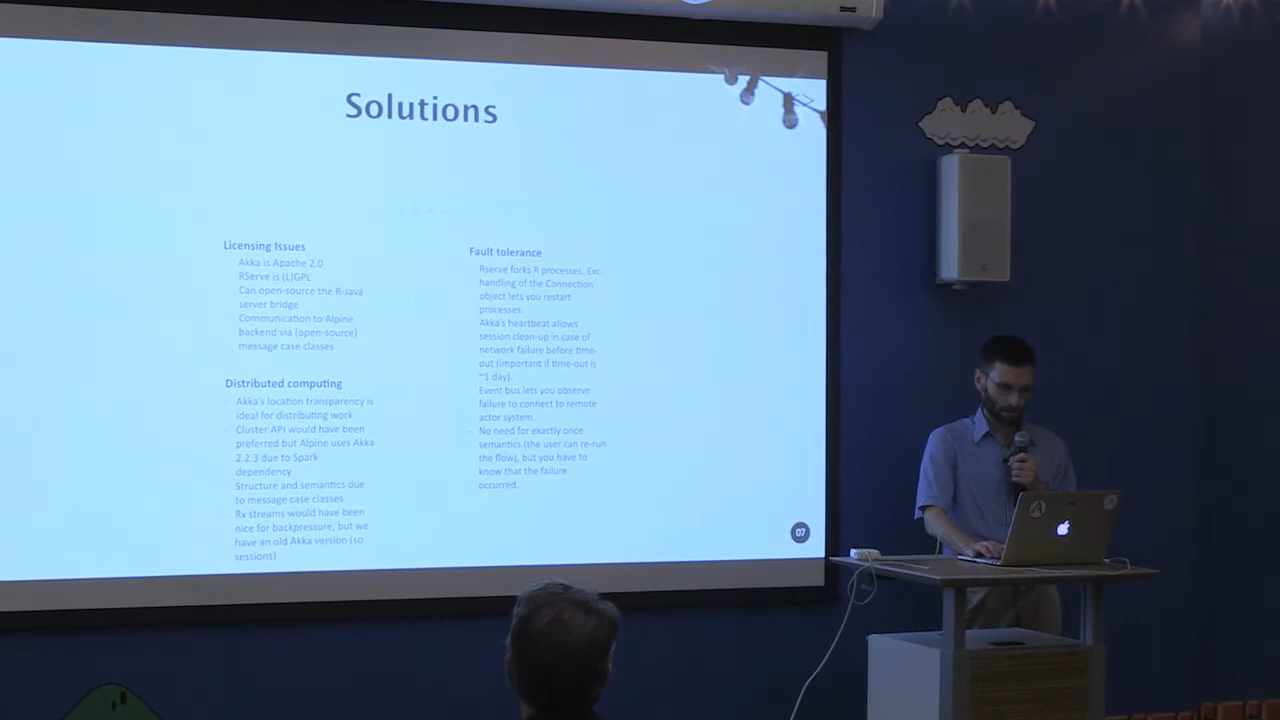 Solutions
Licensing Issues
Akka is Apache 2.0
RServe is (L)GPL
Can open-source the R-Java
server bridge
Communication to Alpine
backend via (open-source)
message case classes
Distributed computing
- Akka's location transparency is
ideal for distributing work
- Cluster API would have been
preferred but Alpine uses Akka
2.2.3 due to Spark
dependency
- Structure and semantics due
to message case classes
- Rx streams would have been
nice for backpressure, but we
have an old Akka version (so
sessions)
Fault tolerance
Rserve forks R processes. Exc.
handling of the Connection
object lets you restart
processes.
- Akka's heartbeat allows
session clean-up in case of
network failure before time-
out (important if time-out is
~1 day).
- Event bus lets you observe
failure to connect to remote
actor system.
- No need for exactly once
semantics (the user can re-run
the flow), but you have to
know that the failure
occurred.
07